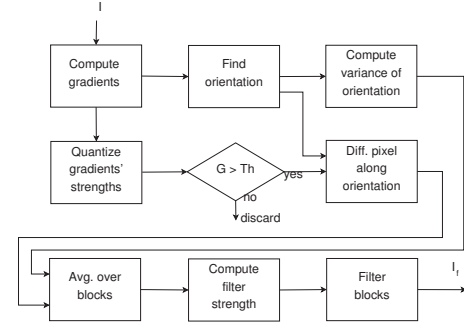 I
Compute
gradients
Find
orientation
Compute
variance of
orientation
Quantize
gradients'
strengths
G > Th
yes
no
discard
Diff. pixel
along
orientation
Avg. over
blocks
Compute
filter
strength
Filter
blocks
If